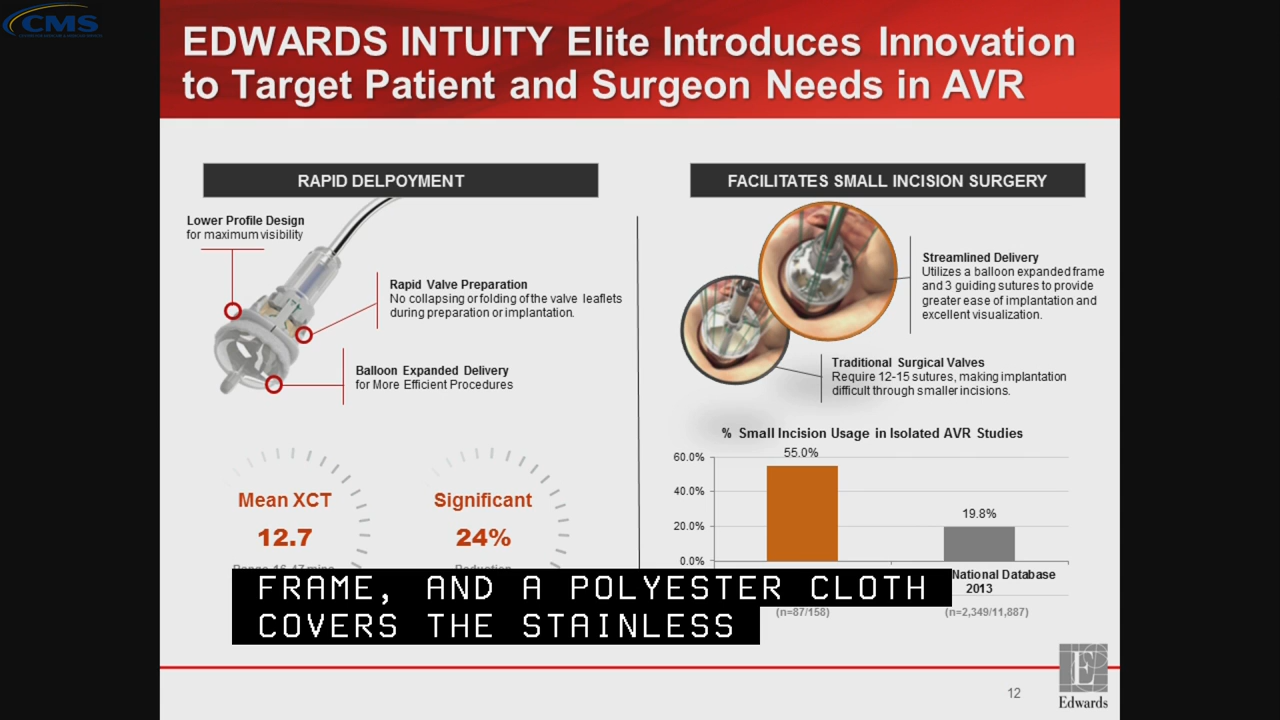 CMS
EDWARDS INTUITY Elite Introduces Innovation
to Target Patient and Surgeon Needs in AVR
RAPID DELPOYMENT
Lower Profile Design
for maximum visibility
Rapid Valve Preparation
No collapsing or folding of the valve leaflets
during preparation or implantation.
Balloon Expanded Delivery
for More Efficient Procedures
Mean XCT
12.7
Significant
24%
FACILITATES SMALL INCISION SURGERY
Streamlined Delivery
Utilizes a balloon expanded frame
and 3 guiding sutures to provide
greater ease of implantation and
excellent visualization.
Traditional Surgical Valves
Require 12-15 sutures, making implantation
difficult through smaller incisions.
% Small Incision Usage in Isolated AVR Studies
60.0%
40.0%
20.0%
0.0%
55.0%
19.8%
National Database
2013
(n=87/158)
(n=2,349/11,887)
FRAME, AND A POLYESTER CLOTH
COVERS THE STAINLESS
12
E
Edwards